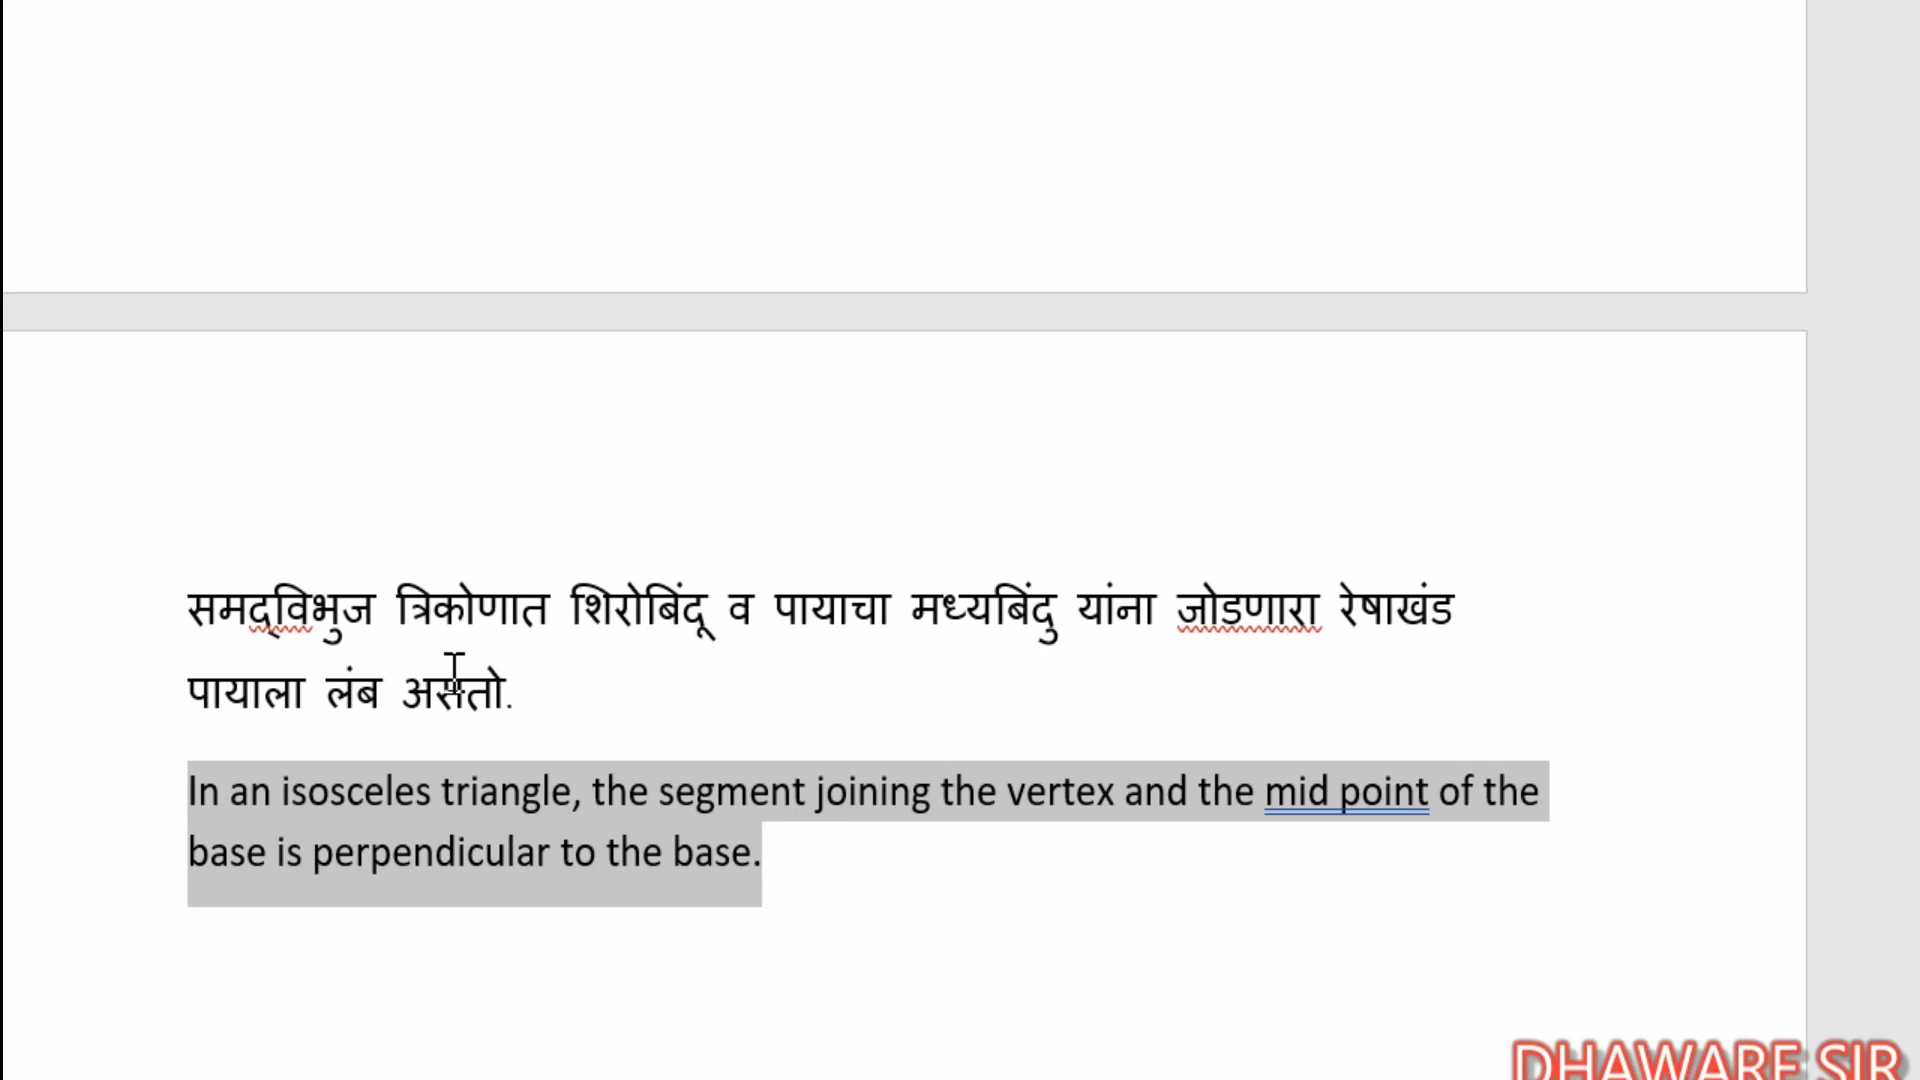 समद्‌विभुज त्रिकोणात शिरोबिंदू व पायाचा मध्यबिंदु यांना जोडणारा रेषाखंड
पायाला लंब असतो.
In an isosceles triangle, the segment joining the vertex and the mid point of the
base is perpendicular to the base.
DHAWARE SIR